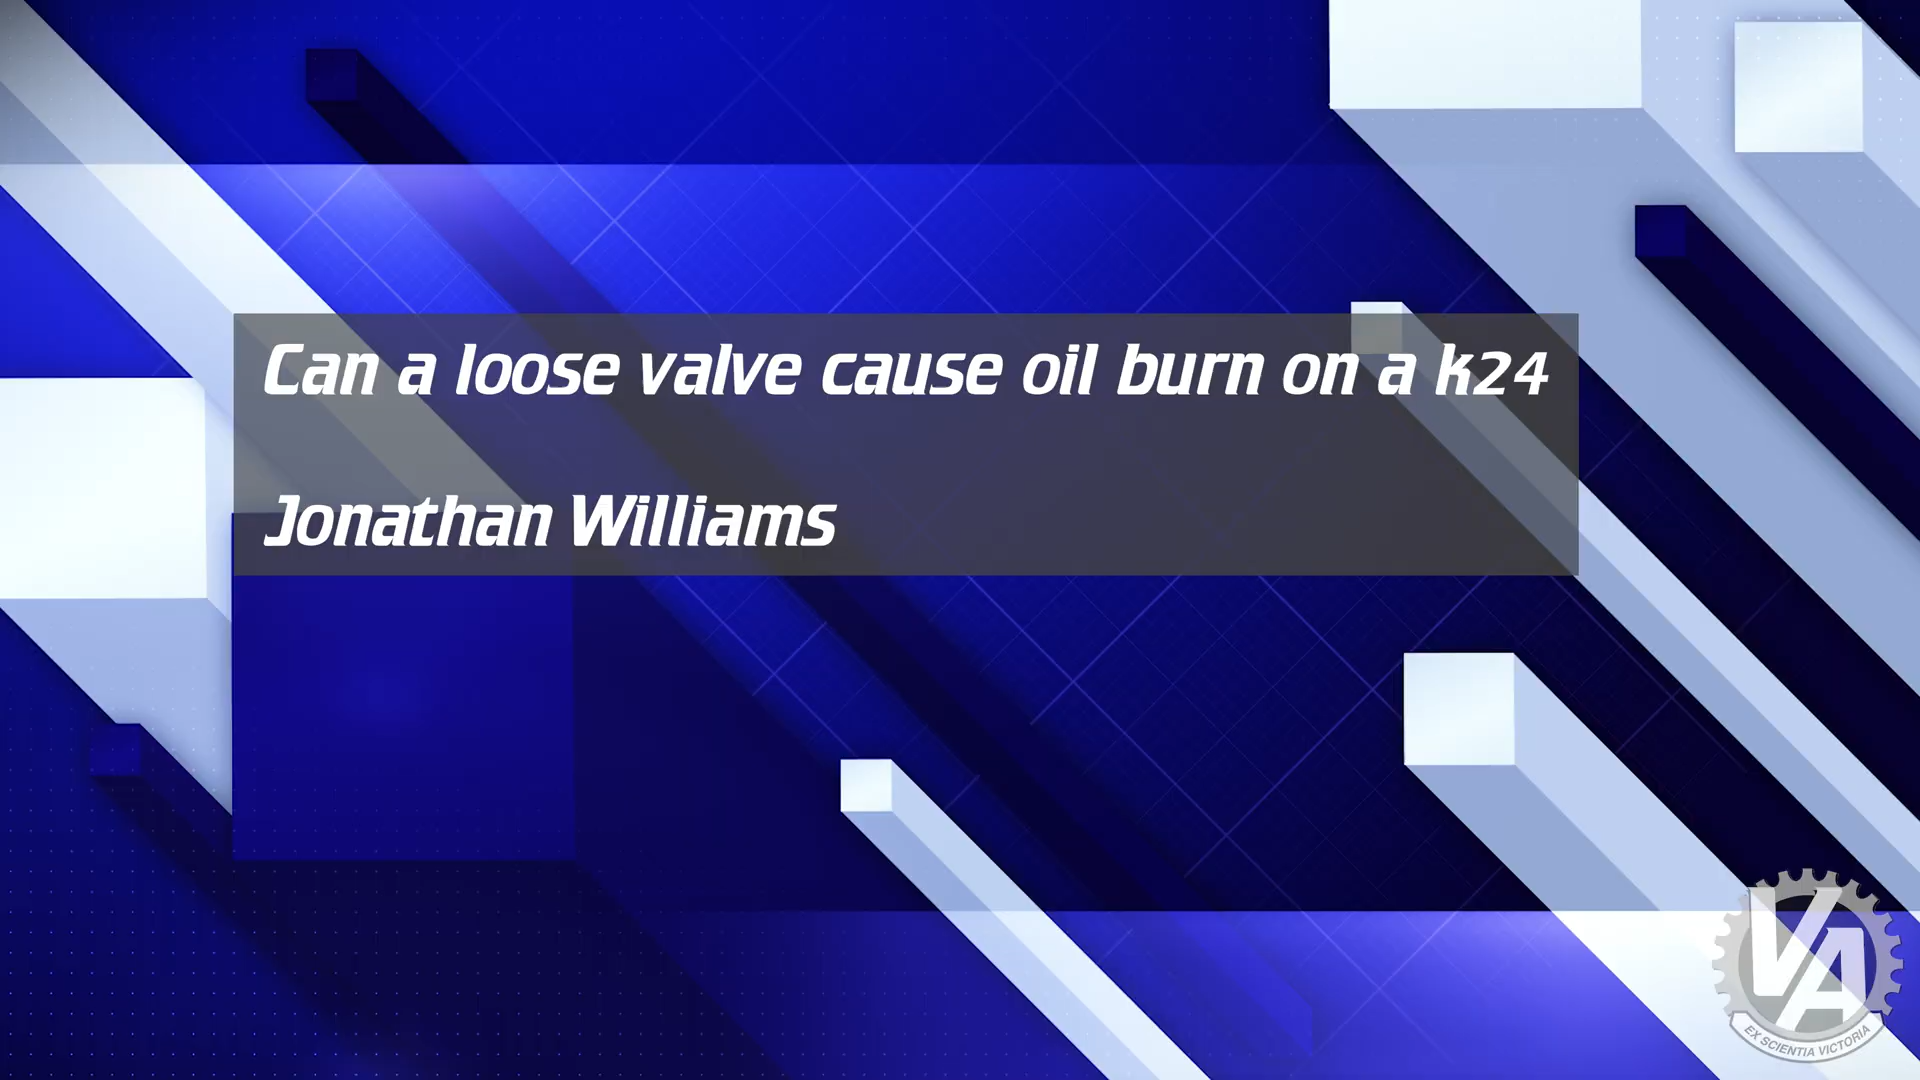 Can a loose valve cause oil burn on a k24
Jonathan Williams
VA
EX SCIENTIA VICTORIA